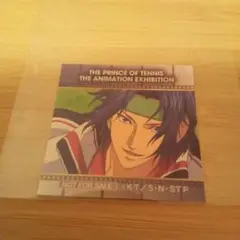 THE PRINCE OF TENNIS
THE ANIMATION EXHIBITION
NOT FOR SALE